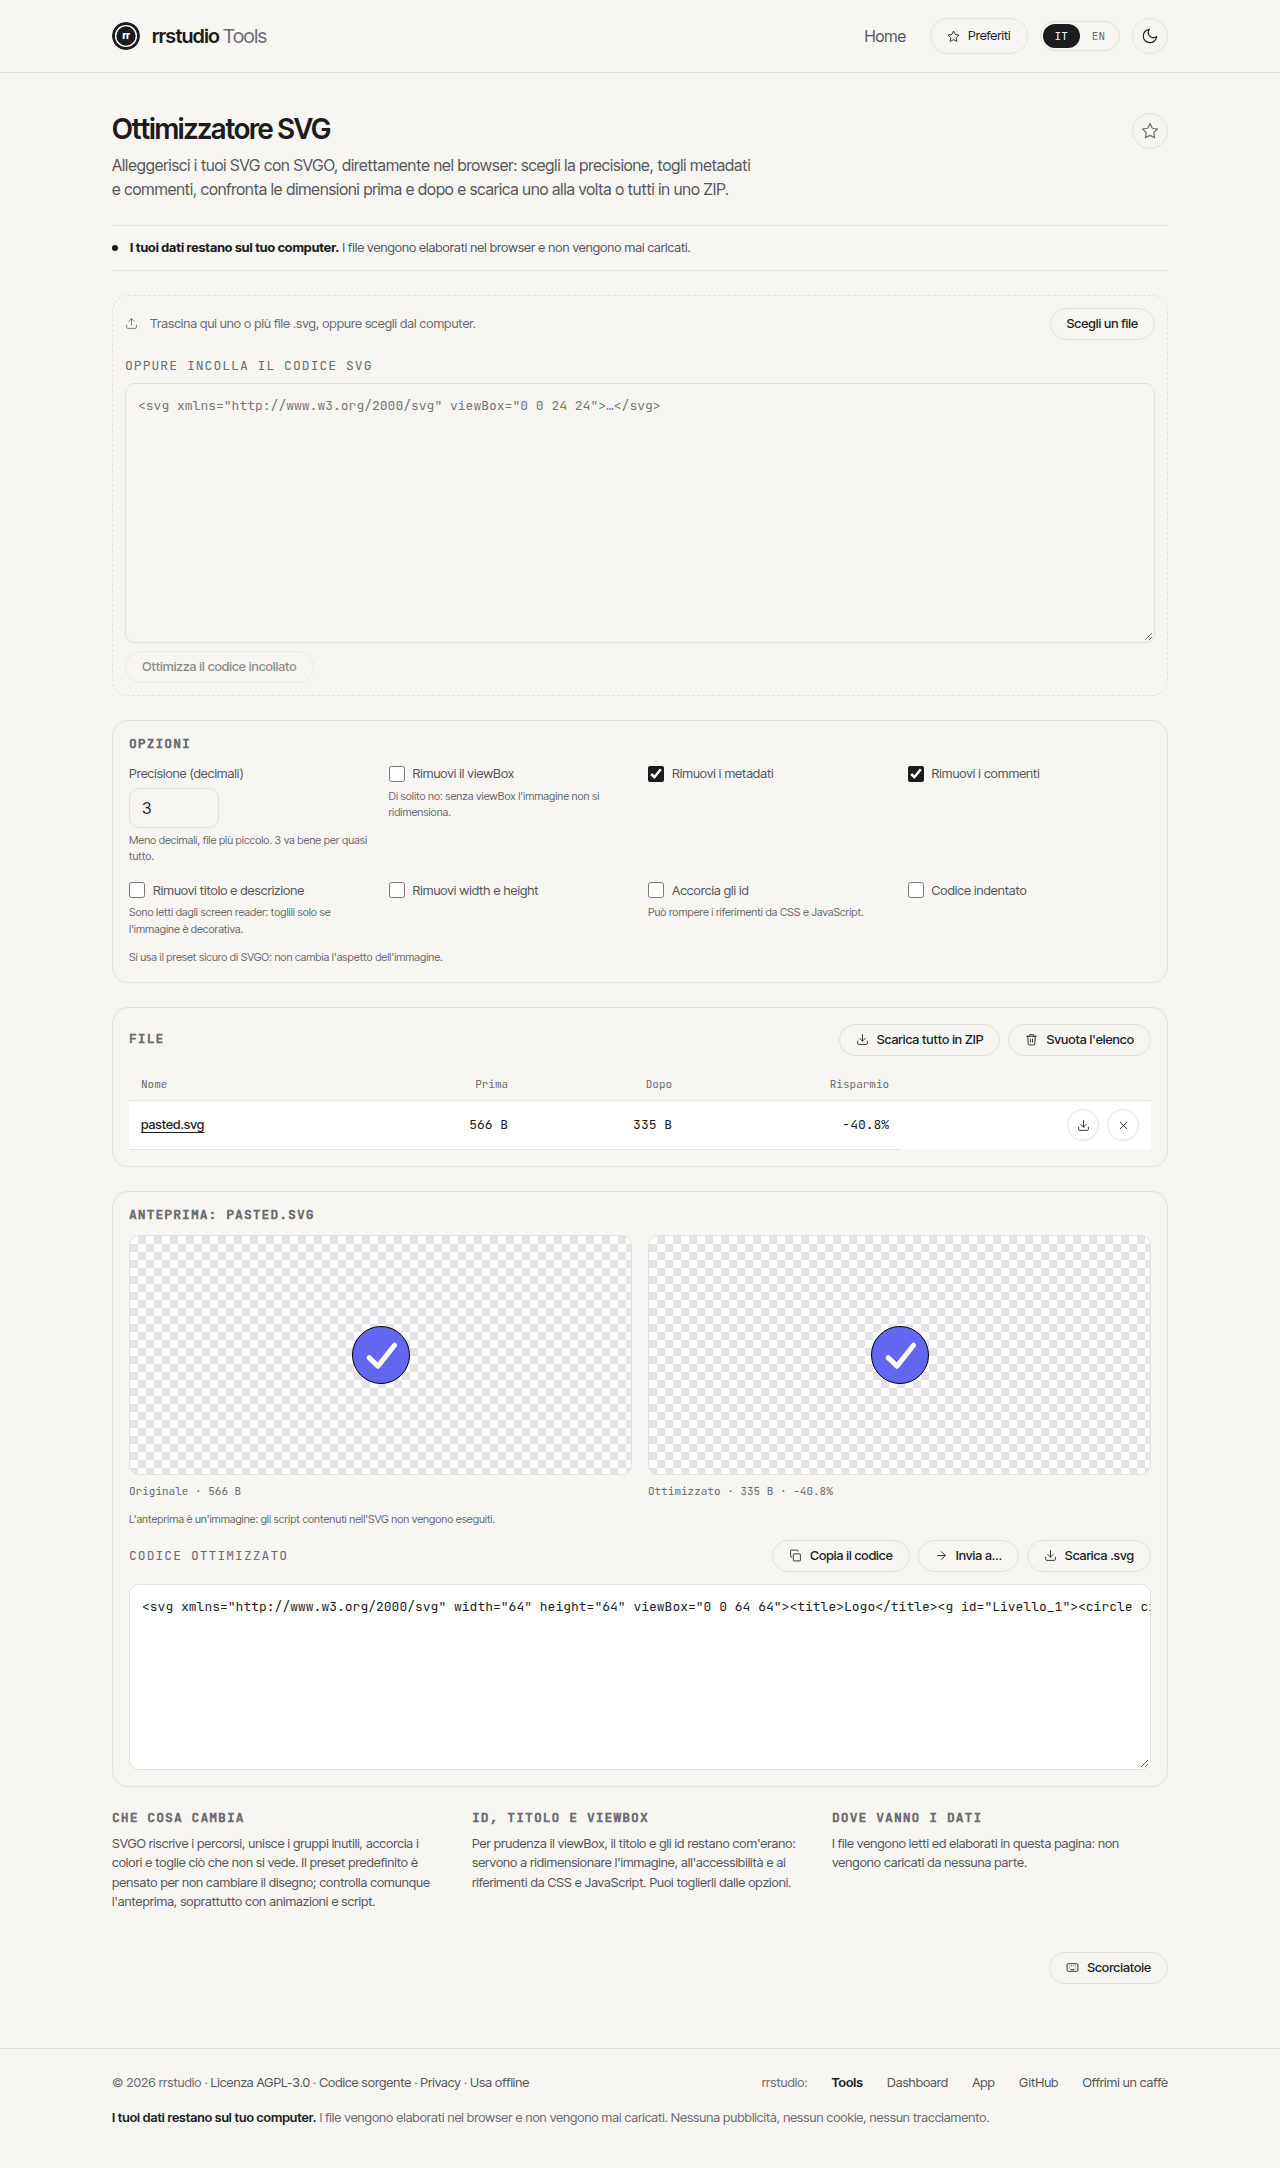 rr rrstudio Tools
Home
Preferiti
IT EN
Ottimizzatore SVG
Alleggerisci i tuoi SVG con SVGO, direttamente nel browser: scegli la precisione, togli metadati
e commenti, confronta le dimensioni prima e dopo e scarica uno alla volta o tutti in uno ZIP.
I tuoi dati restano sul tuo computer. I file vengono elaborati nel browser e non vengono mai caricati.
Trascina qui uno o più file .svg, oppure scegli dal computer.
Scegli un file
OPPURE INCOLLA IL CODICE SVG
<svg xmlns="http://www.w3.org/2000/svg" viewBox="0 0 24 24">…</svg>
Ottimizza il codice incollato
OPZIONI
Precisione (decimali)
3
Meno decimali, file più piccolo. 3 va bene per quasi
tutto.
Rimuovi il viewBox
Di solito no: senza viewBox l'immagine non si
ridimensiona.
Rimuovi i metadati
Rimuovi i commenti
Rimuovi titolo e descrizione
Sono letti dagli screen reader: toglili solo se
l'immagine è decorativa.
Rimuovi width e height
Accorcia gli id
Può rompere i riferimenti da CSS e JavaScript.
Codice indentato
Si usa il preset sicuro di SVGO: non cambia l'aspetto dell'immagine.
FILE
Scarica tutto in ZIP
Svuota l'elenco
Nome Prima Dopo Risparmio
pasted.svg 566 B 335 B -40.8%
ANTEPRIMA: PASTED.SVG
Originale · 566 B
Ottimizzato · 335 B · -40.8%
L'anteprima è un'immagine: gli script contenuti nell'SVG non vengono eseguiti.
CODICE OTTIMIZZATO
Copia il codice
Invia a…
Scarica .svg
<svg xmlns="http://www.w3.org/2000/svg" width="64" height="64" viewBox="0 0 64 64"><title>Logo</title><g id="Livello_1"><circle c
CHE COSA CAMBIA
SVGO riscrive i percorsi, unisce i gruppi inutili, accorcia i
colori e toglie ciò che non si vede. Il preset predefinito è
pensato per non cambiare il disegno; controlla comunque
l'anteprima, soprattutto con animazioni e script.
ID, TITOLO E VIEWBOX
Per prudenza il viewBox, il titolo e gli id restano com'erano:
servono a ridimensionare l'immagine, all'accessibilità e ai
riferimenti da CSS e JavaScript. Puoi toglierli dalle opzioni.
DOVE VANNO I DATI
I file vengono letti ed elaborati in questa pagina: non
vengono caricati da nessuna parte.
Scorciatoie
© 2026 rrstudio · Licenza AGPL-3.0 · Codice sorgente · Privacy · Usa offline
rrstudio: Tools Dashboard App GitHub Offrimi un caffè
I tuoi dati restano sul tuo computer. I file vengono elaborati nel browser e non vengono mai caricati. Nessuna pubblicità, nessun cookie, nessun tracciamento.